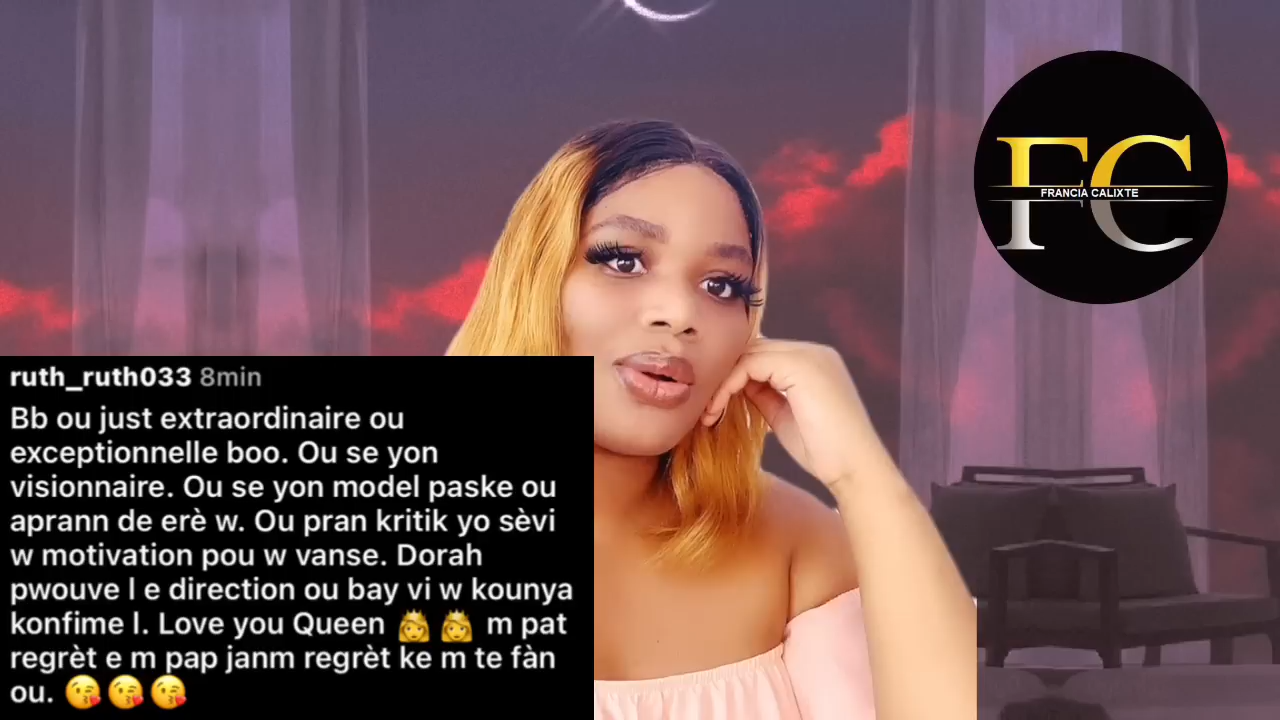 FC
FRANCIA CALIXTE
ruth_ruth033 8min
Bb ou just extraordinaire ou
exceptionnelle boo. Ou se yon
visionnaire. Ou se yon model paske ou
aprann de erè w. Ou pran kritik yo sèvi
w motivation pou w vanse. Dorah
pwouve l e direction ou bay vi w kounya
konfime l. Love you Queen 👸 👸 m pat
regrèt e m pap janm regrèt ke m te fàn
ou. 😘😘😘